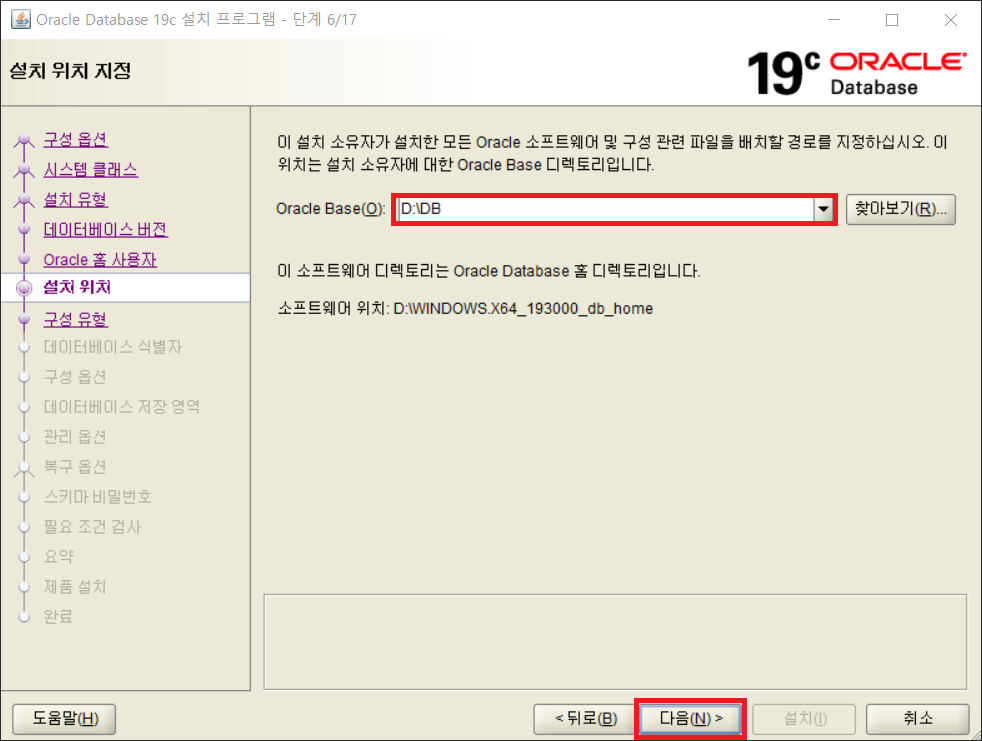 Oracle Database 19c 설치 프로그램 - 단계 6/17
설치 위치 지정
19c ORACLE
Database
구성 옵션
시스템 클래스
설치 유형
데이터베이스 버전
Oracle 홈 사용자
설치 위치
구성 유형
데이터베이스 식별자
구성 옵션
데이터베이스 저장 영역
관리 옵션
복구 옵션
스키마 비밀번호
필요 조건 검사
요약
제품 설치
완료
이 설치 소유자가 설치한 모든 Oracle 소프트웨어 및 구성 관련 파일을 배치할 경로를 지정하십시오. 이
위치는 설치 소유자에 대한 Oracle Base 디렉토리입니다.
Oracle Base(O): D:\DB 찾아보기(R)...
이 소프트웨어 디렉토리는 Oracle Database 홈 디렉토리입니다.
소프트웨어 위치: D:\WINDOWS.X64_193000_db_home
도움말(H) < 뒤로(B) 다음(N) > 설치(I) 취소